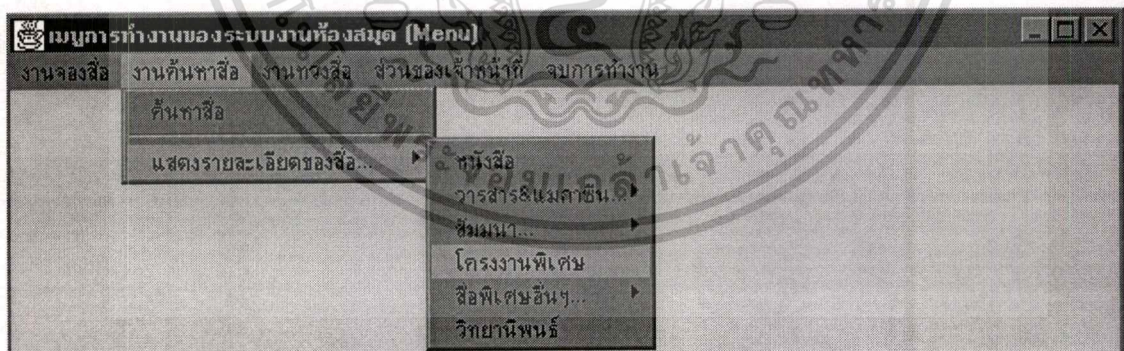 เมนูการทำงานของระบบงานห้องสมุด (Menu)
งานจองสื่อ งานค้นหาสื่อ งานทวงสื่อ ส่วนของเจ้าหน้าที่ จบการทำงาน
ค้นหาสื่อ
แสดงรายละเอียดของสื่อ...
หนังสือ
วารสาร&แมกาซีน...
สัมมนา...
โครงงานพิเศษ
สื่อพิเศษอื่นๆ...
วิทยานิพนธ์